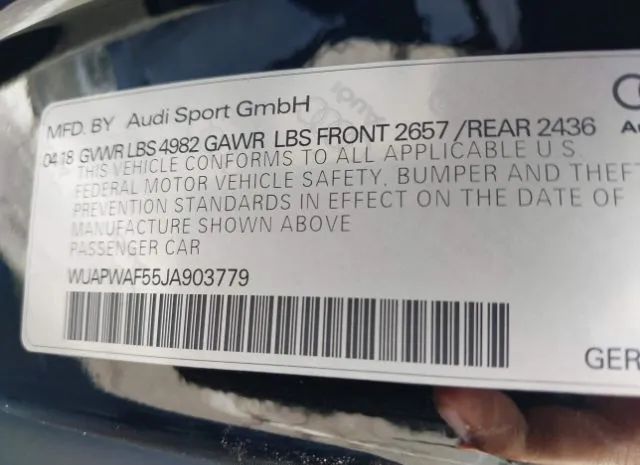 MFD. BY Audi Sport GmbH
04.18 GVWR LBS 4982 GAWR LBS FRONT 2657 /REAR 2436
THIS VEHICLE CONFORMS TO ALL APPLICABLE U.S.
FEDERAL MOTOR VEHICLE SAFETY, BUMPER AND THEFT
PREVENTION STANDARDS IN EFFECT ON THE DATE OF
MANUFACTURE SHOWN ABOVE
PASSENGER CAR
WUAPWAF55JA903779